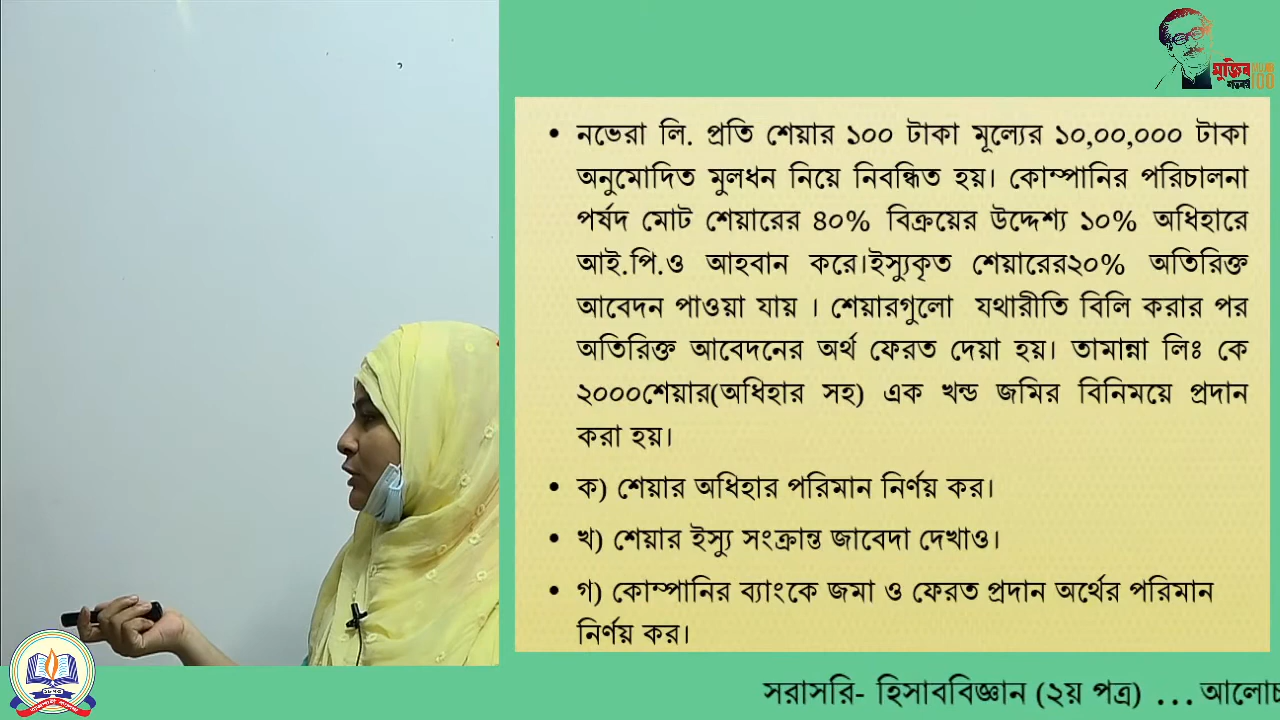 মুজিব
শতবর্ষ
100
• নভেরা লি. প্রতি শেয়ার ১০০ টাকা মূল্যের ১০,০০,০০০ টাকা
অনুমোদিত মুলধন নিয়ে নিবন্ধিত হয়। কোম্পানির পরিচালনা
পর্ষদ মোট শেয়ারের ৪০% বিক্রয়ের উদ্দেশ্য ১০% অধিহারে
আই.পি.ও আহবান করে।ইস্যুকৃত শেয়ারের২০% অতিরিক্ত
আবেদন পাওয়া যায় । শেয়ারগুলো যথারীতি বিলি করার পর
অতিরিক্ত আবেদনের অর্থ ফেরত দেয়া হয়। তামান্না লিঃ কে
২০০০শেয়ার(অধিহার সহ) এক খন্ড জমির বিনিময়ে প্রদান
করা হয়।
• ক) শেয়ার অধিহার পরিমান নির্ণয় কর।
• খ) শেয়ার ইস্যু সংক্রান্ত জাবেদা দেখাও।
• গ) কোম্পানির ব্যাংকে জমা ও ফেরত প্রদান অর্থের পরিমান
নির্ণয় কর।
সরাসরি- হিসাববিজ্ঞান (২য় পত্র) ... আলোচ